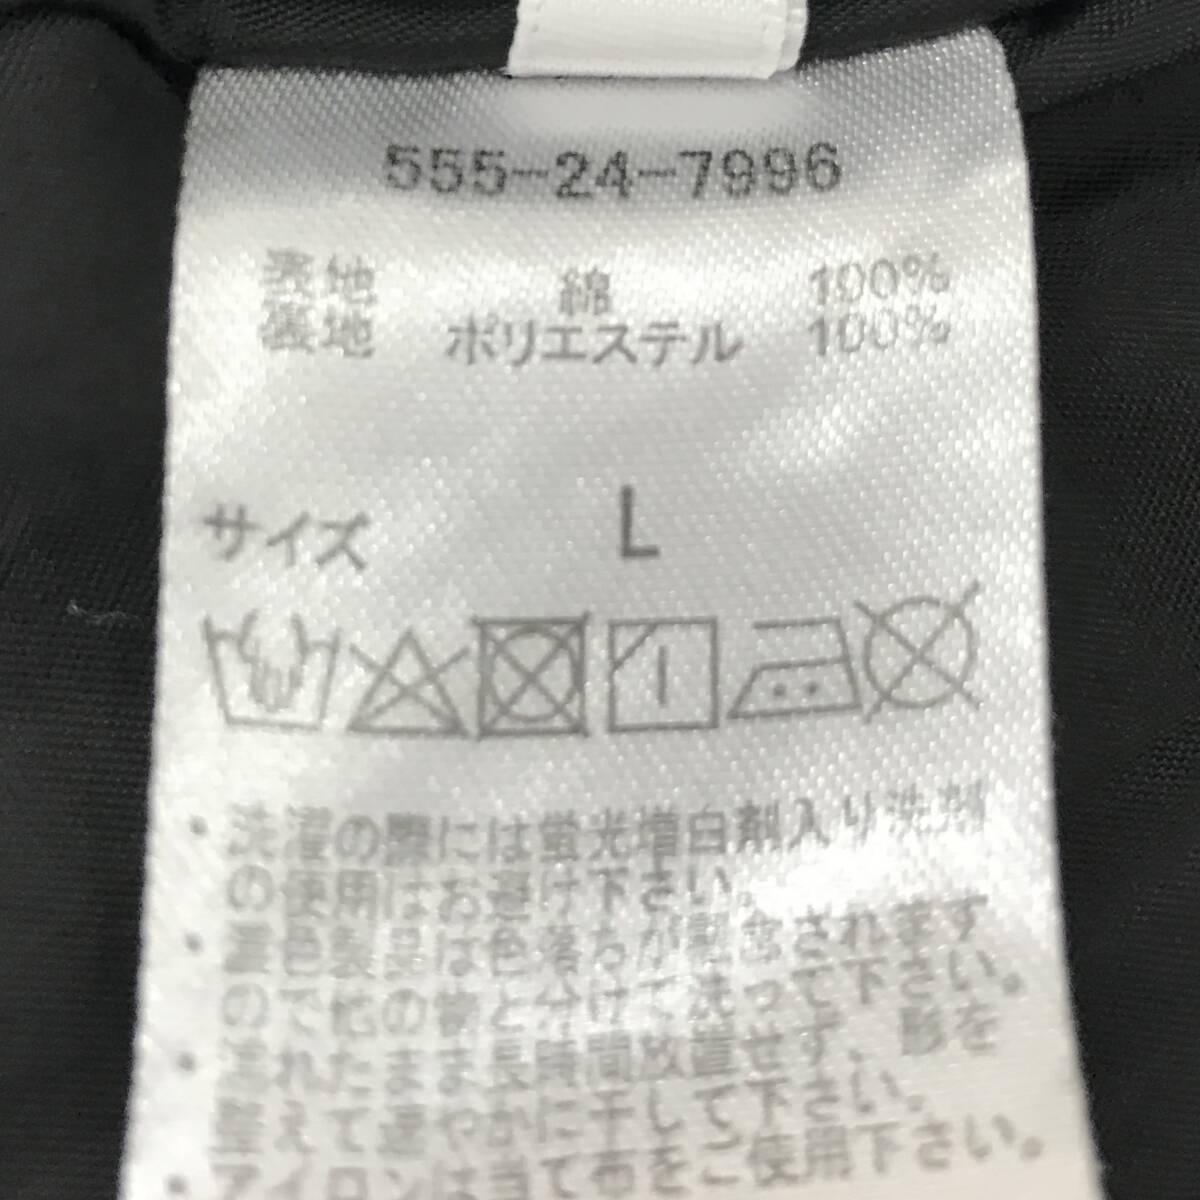 555-24-7996
表地 綿 100%
裏地 ポリエステル 100%
サイズ L
・洗濯の際には蛍光増白剤入り洗剤
の使用はお避け下さい。
・濃色製品は色落ちが懸念されます
ので他の物と分けて洗って下さい。
・濡れたまま長時間放置せず、形を
整えて速やかに干して下さい。
・アイロンは当て布をご使用下さい。